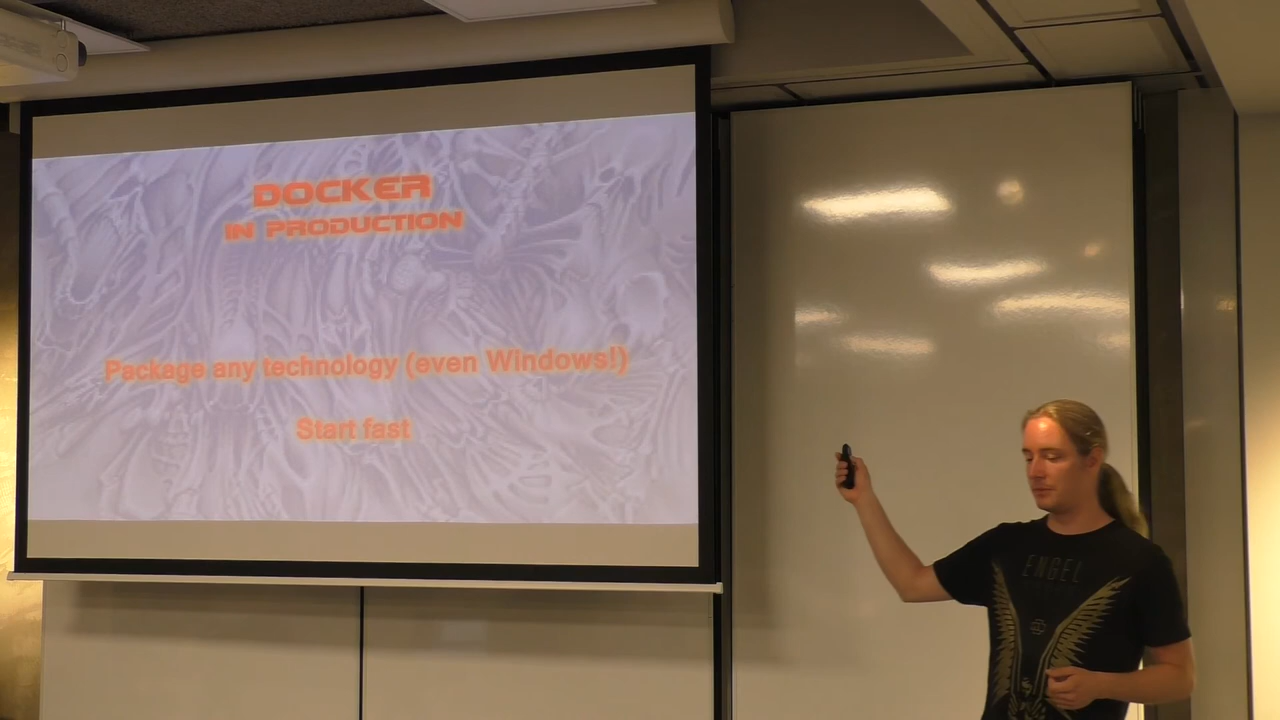 DOCKER
IN PRODUCTION
Package any technology (even Windows!)
Start fast
ENGEL